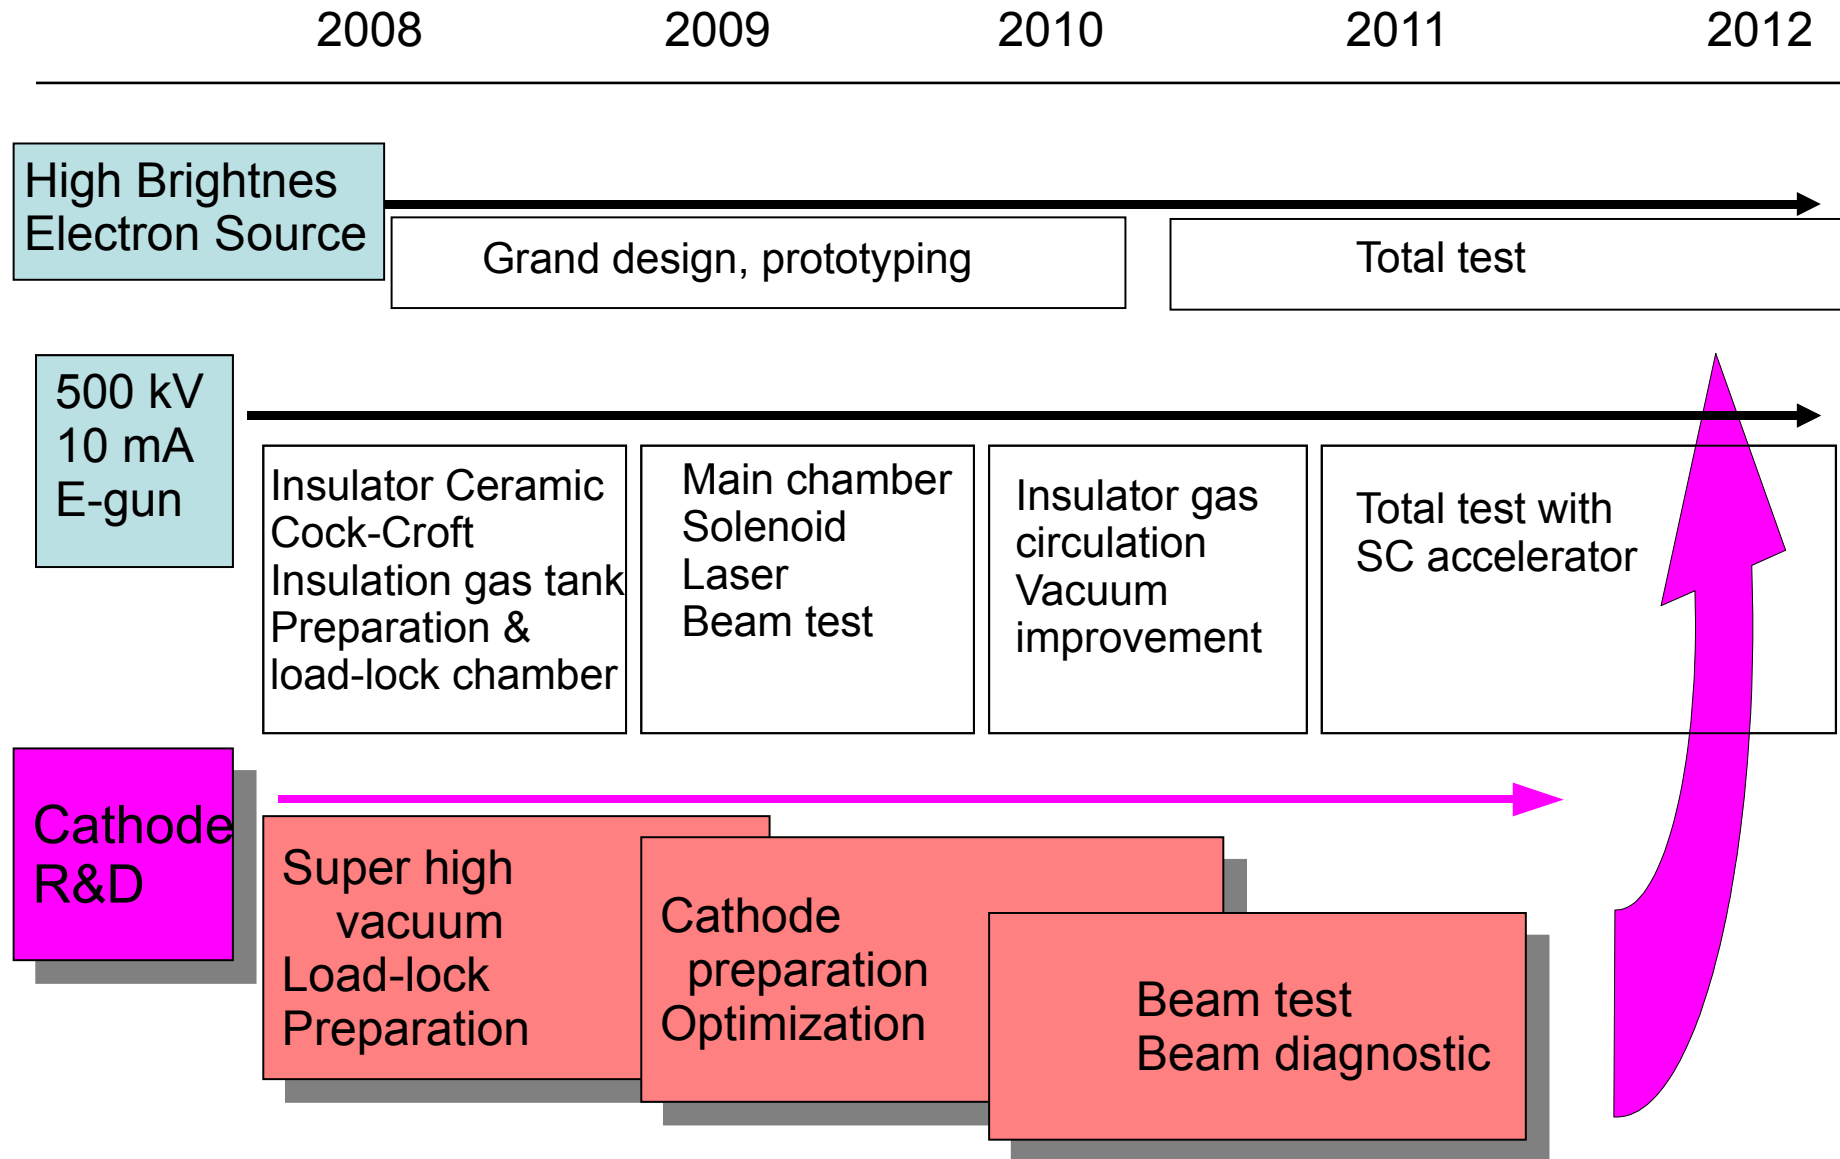 2008 2009 2010 2011 2012
High Brightnes
Electron Source
Grand design, prototyping
Total test
500 kV
10 mA
E-gun
Insulator Ceramic
Cock-Croft
Insulation gas tank
Preparation &
load-lock chamber
Main chamber
Solenoid
Laser
Beam test
Insulator gas
circulation
Vacuum
improvement
Total test with
SC accelerator
Cathode
R&D
Super high
vacuum
Load-lock
Preparation
Cathode
preparation
Optimization
Beam test
Beam diagnostic